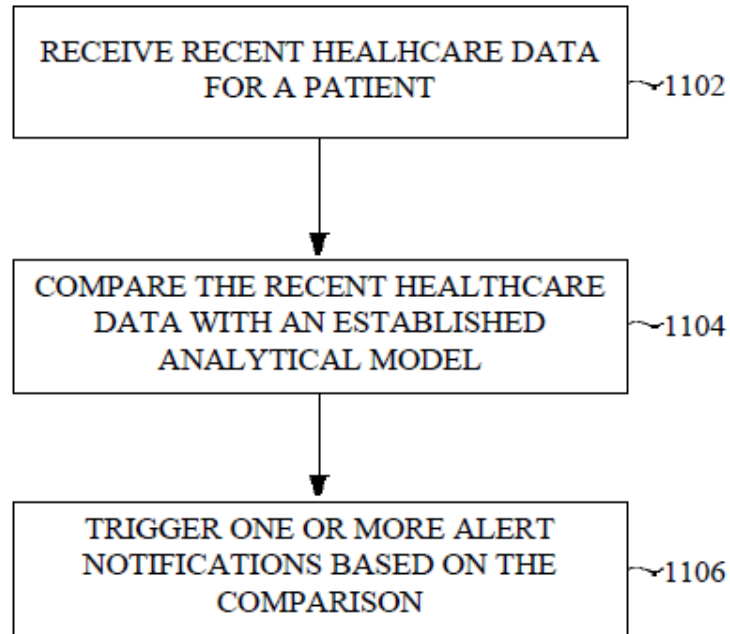 RECEIVE RECENT HEALHCARE DATA
FOR A PATIENT
1102
COMPARE THE RECENT HEALTHCARE
DATA WITH AN ESTABLISHED
ANALYTICAL MODEL
1104
TRIGGER ONE OR MORE ALERT
NOTIFICATIONS BASED ON THE
COMPARISON
1106